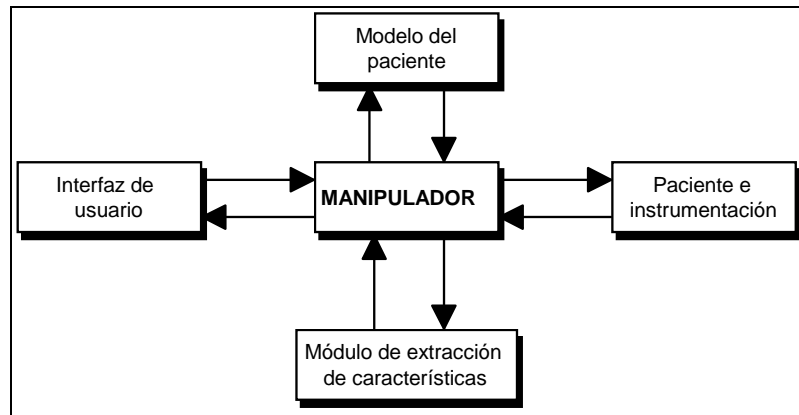 Modelo del
paciente
Interfaz de
usuario
MANIPULADOR
Paciente e
instrumentación
Módulo de extracción
de características